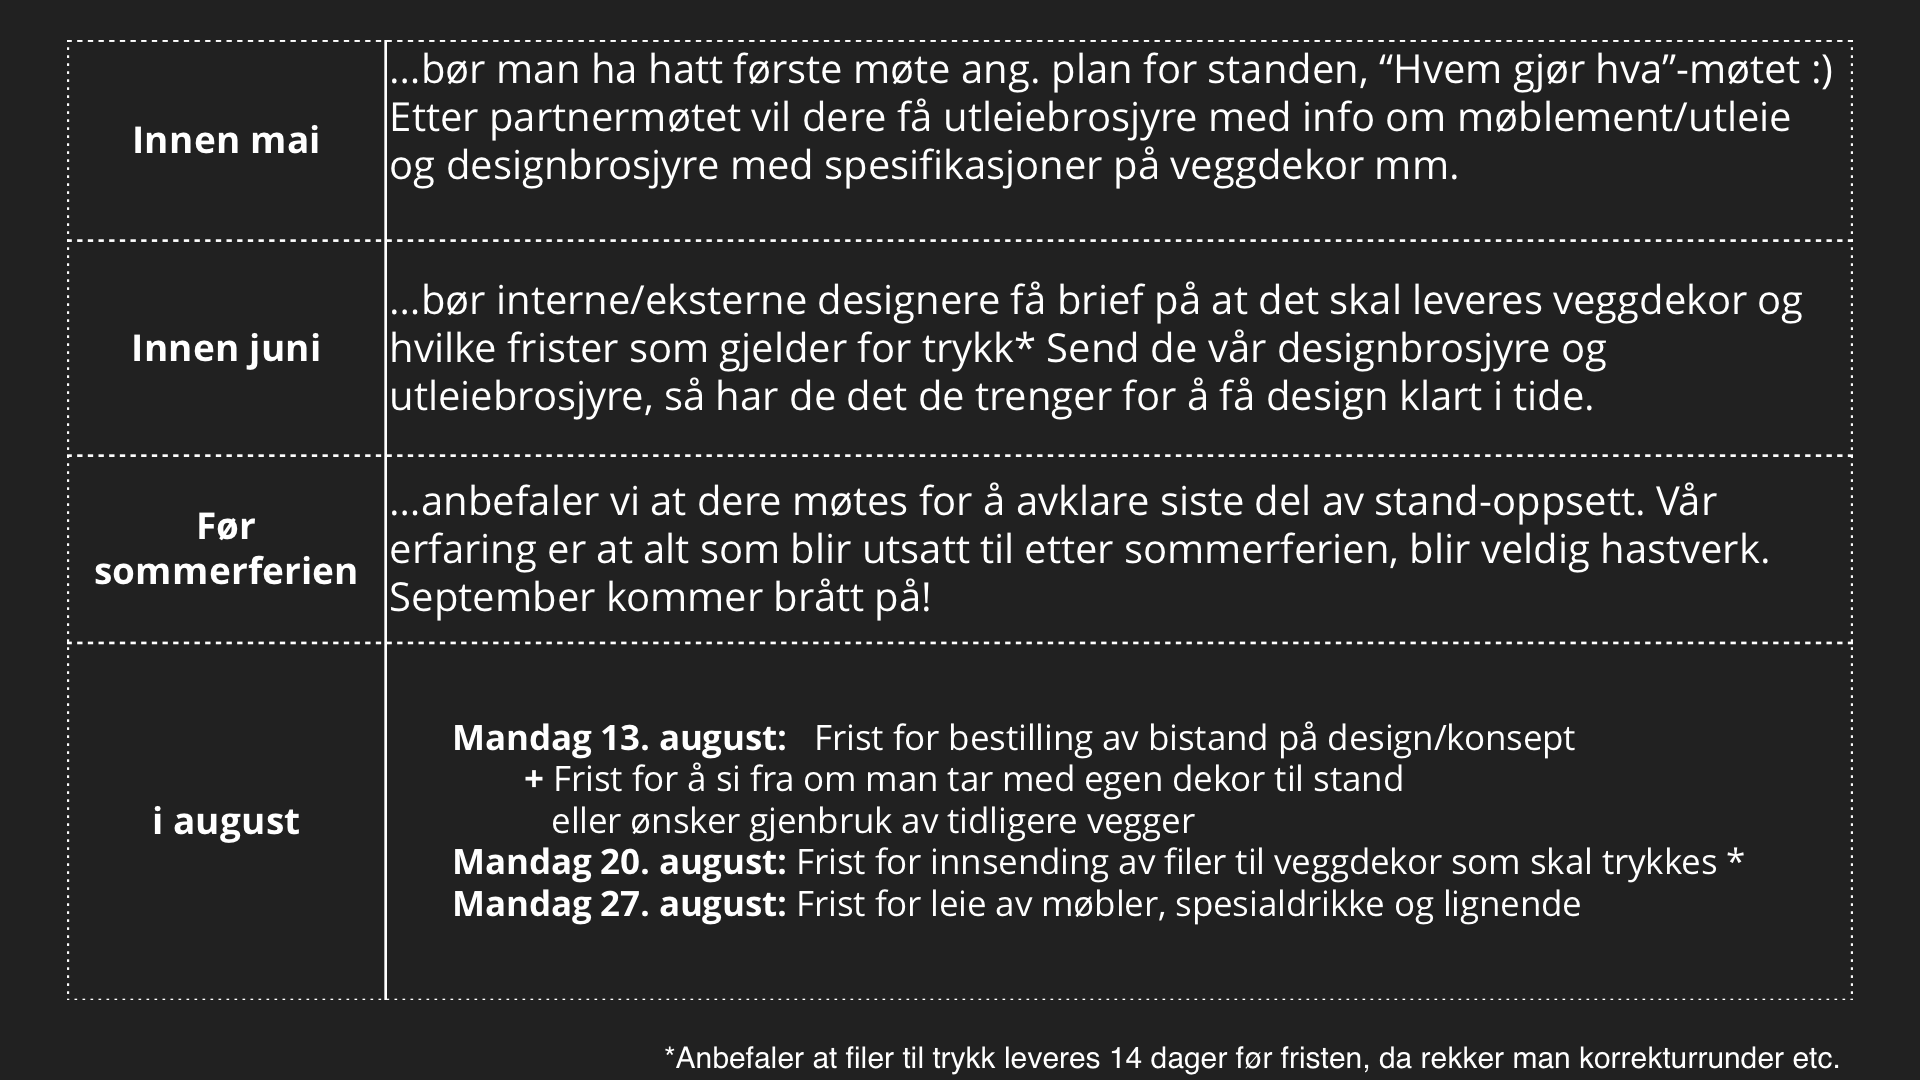 Innen mai
...bør man ha hatt første møte ang. plan for standen, “Hvem gjør hva”-møtet :)
Etter partnermøtet vil dere få utleiebrosjyre med info om møblement/utleie
og designbrosjyre med spesifikasjoner på veggdekor mm.
Innen juni
...bør interne/eksterne designere få brief på at det skal leveres veggdekor og
hvilke frister som gjelder for trykk* Send de vår designbrosjyre og
utleiebrosjyre, så har de det de trenger for å få design klart i tide.
Før
sommerferien
...anbefaler vi at dere møtes for å avklare siste del av stand-oppsett. Vår
erfaring er at alt som blir utsatt til etter sommerferien, blir veldig hastverk.
September kommer brått på!
i august
Mandag 13. august: Frist for bestilling av bistand på design/konsept
+ Frist for å si fra om man tar med egen dekor til stand
eller ønsker gjenbruk av tidligere vegger
Mandag 20. august: Frist for innsending av filer til veggdekor som skal trykkes *
Mandag 27. august: Frist for leie av møbler, spesialdrikke og lignende
*Anbefaler at filer til trykk leveres 14 dager før fristen, da rekker man korrekturrunder etc.